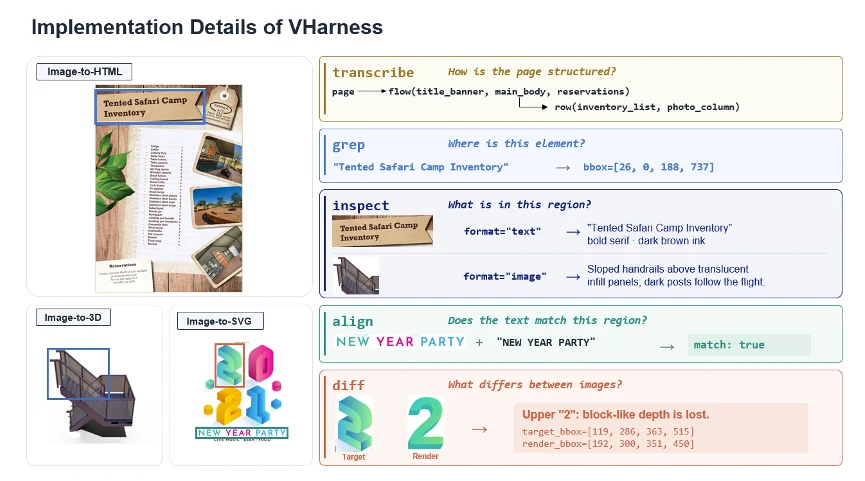 Implementation Details of VHarness
Image-to-HTML
Tented Safari Camp
Inventory
Reservations
Image-to-3D
Image-to-SVG
20
21
NEW YEAR PARTY
LIVE MUSIC • BEER • FOOD
transcribe
How is the page structured?
page → flow(title_banner, main_body, reservations)
→ row(inventory_list, photo_column)
grep
Where is this element?
"Tented Safari Camp Inventory" → bbox=[26, 0, 188, 737]
inspect
What is in this region?
Tented Safari Camp
Inventory
format="text" → "Tented Safari Camp Inventory"
bold serif · dark brown ink
format="image" → Sloped handrails above translucent
infill panels; dark posts follow the flight.
align
Does the text match this region?
NEW YEAR PARTY + "NEW YEAR PARTY" → match: true
diff
What differs between images?
2 2 →
Target
Render
Upper "2": block-like depth is lost.
target_bbox=[119, 286, 363, 515]
render_bbox=[192, 300, 351, 450]